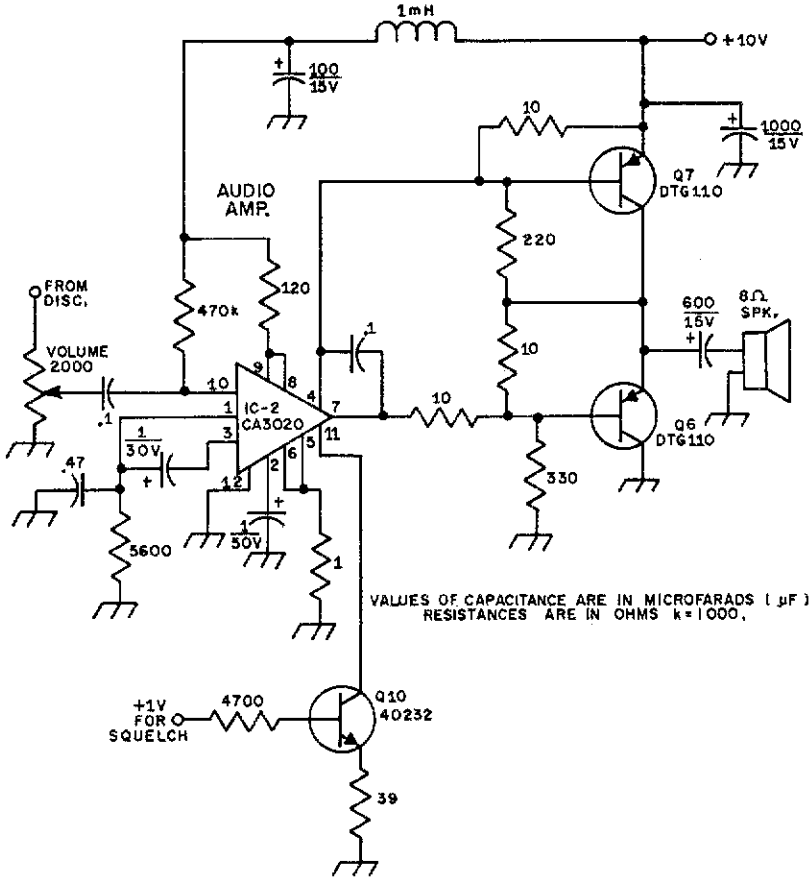 1mH
+10V
+
100
15V
10
+
1000
15V
Q7
DTG110
AUDIO
AMP.
220
FROM
DISC.
120
470k
600
15V
+
8Ω
SPK.
VOLUME
2000
.1
10
9
8
10
4
7
.1
1
IC-2
CA3020
10
11
Q6
DTG110
1
30V
+
3
6
5
.47
12
2
+
330
5600
1
50V
1
VALUES OF CAPACITANCE ARE IN MICROFARADS ( µF )
RESISTANCES ARE IN OHMS k=1000.
Q10
40232
+1V
FOR
SQUELCH
4700
39